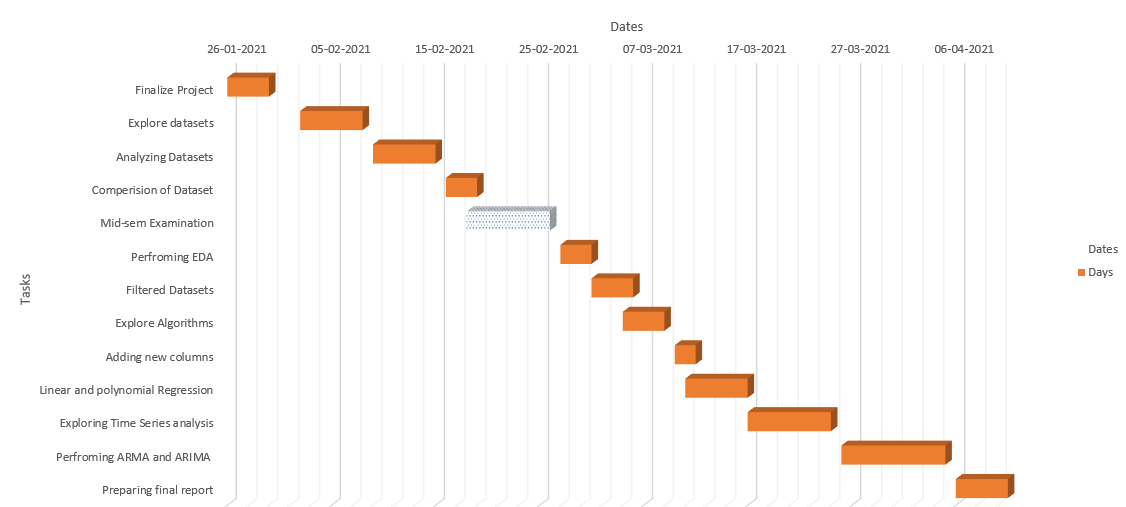 Dates
26-01-2021 05-02-2021 15-02-2021 25-02-2021 07-03-2021 17-03-2021 27-03-2021 06-04-2021
Finalize Project
Explore datasets
Analyzing Datasets
Comperision of Dataset
Mid-sem Examination
Perfroming EDA
Filtered Datasets
Explore Algorithms
Adding new columns
Linear and polynomial Regression
Exploring Time Series analysis
Perfroming ARMA and ARIMA
Preparing final report
Tasks
Dates
Days